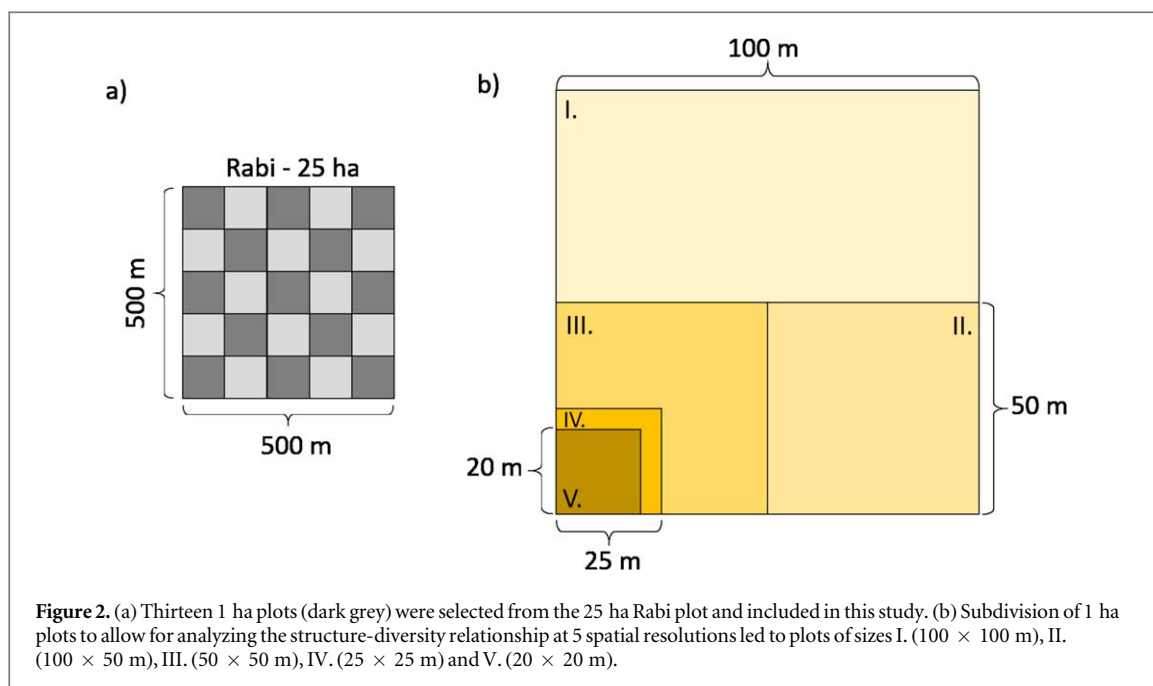 a)
Rabi - 25 ha
500 m
500 m
b)
100 m
I.
III.
II.
50 m
IV.
20 m
V.
25 m
Figure 2. (a) Thirteen 1 ha plots (dark grey) were selected from the 25 ha Rabi plot and included in this study. (b) Subdivision of 1 ha
plots to allow for analyzing the structure-diversity relationship at 5 spatial resolutions led to plots of sizes I. (100 × 100 m), II.
(100 × 50 m), III. (50 × 50 m), IV. (25 × 25 m) and V. (20 × 20 m).